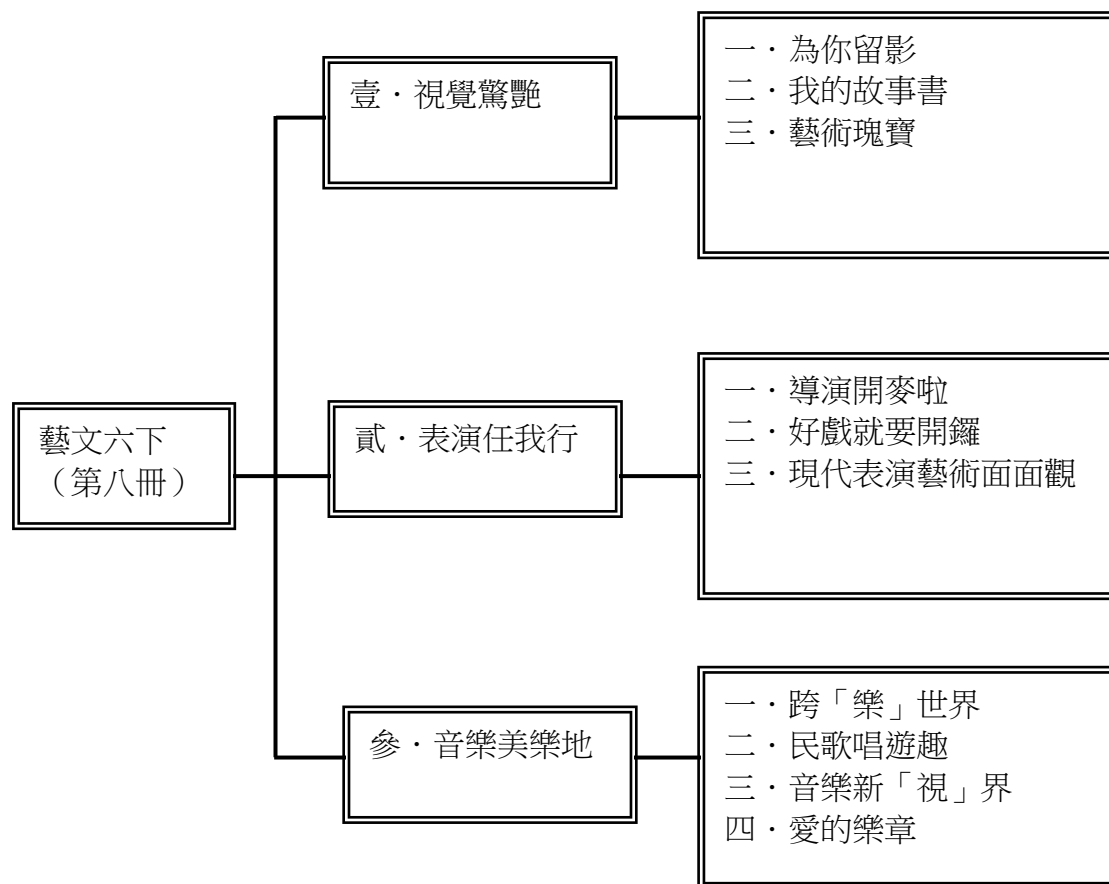 藝文六下
（第八冊）
壹．視覺驚艷
一．為你留影
二．我的故事書
三．藝術瑰寶
貳．表演任我行
一．導演開麥啦
二．好戲就要開鑼
三．現代表演藝術面面觀
參．音樂美樂地
一．跨「樂」世界
二．民歌唱遊趣
三．音樂新「視」界
四．愛的樂章